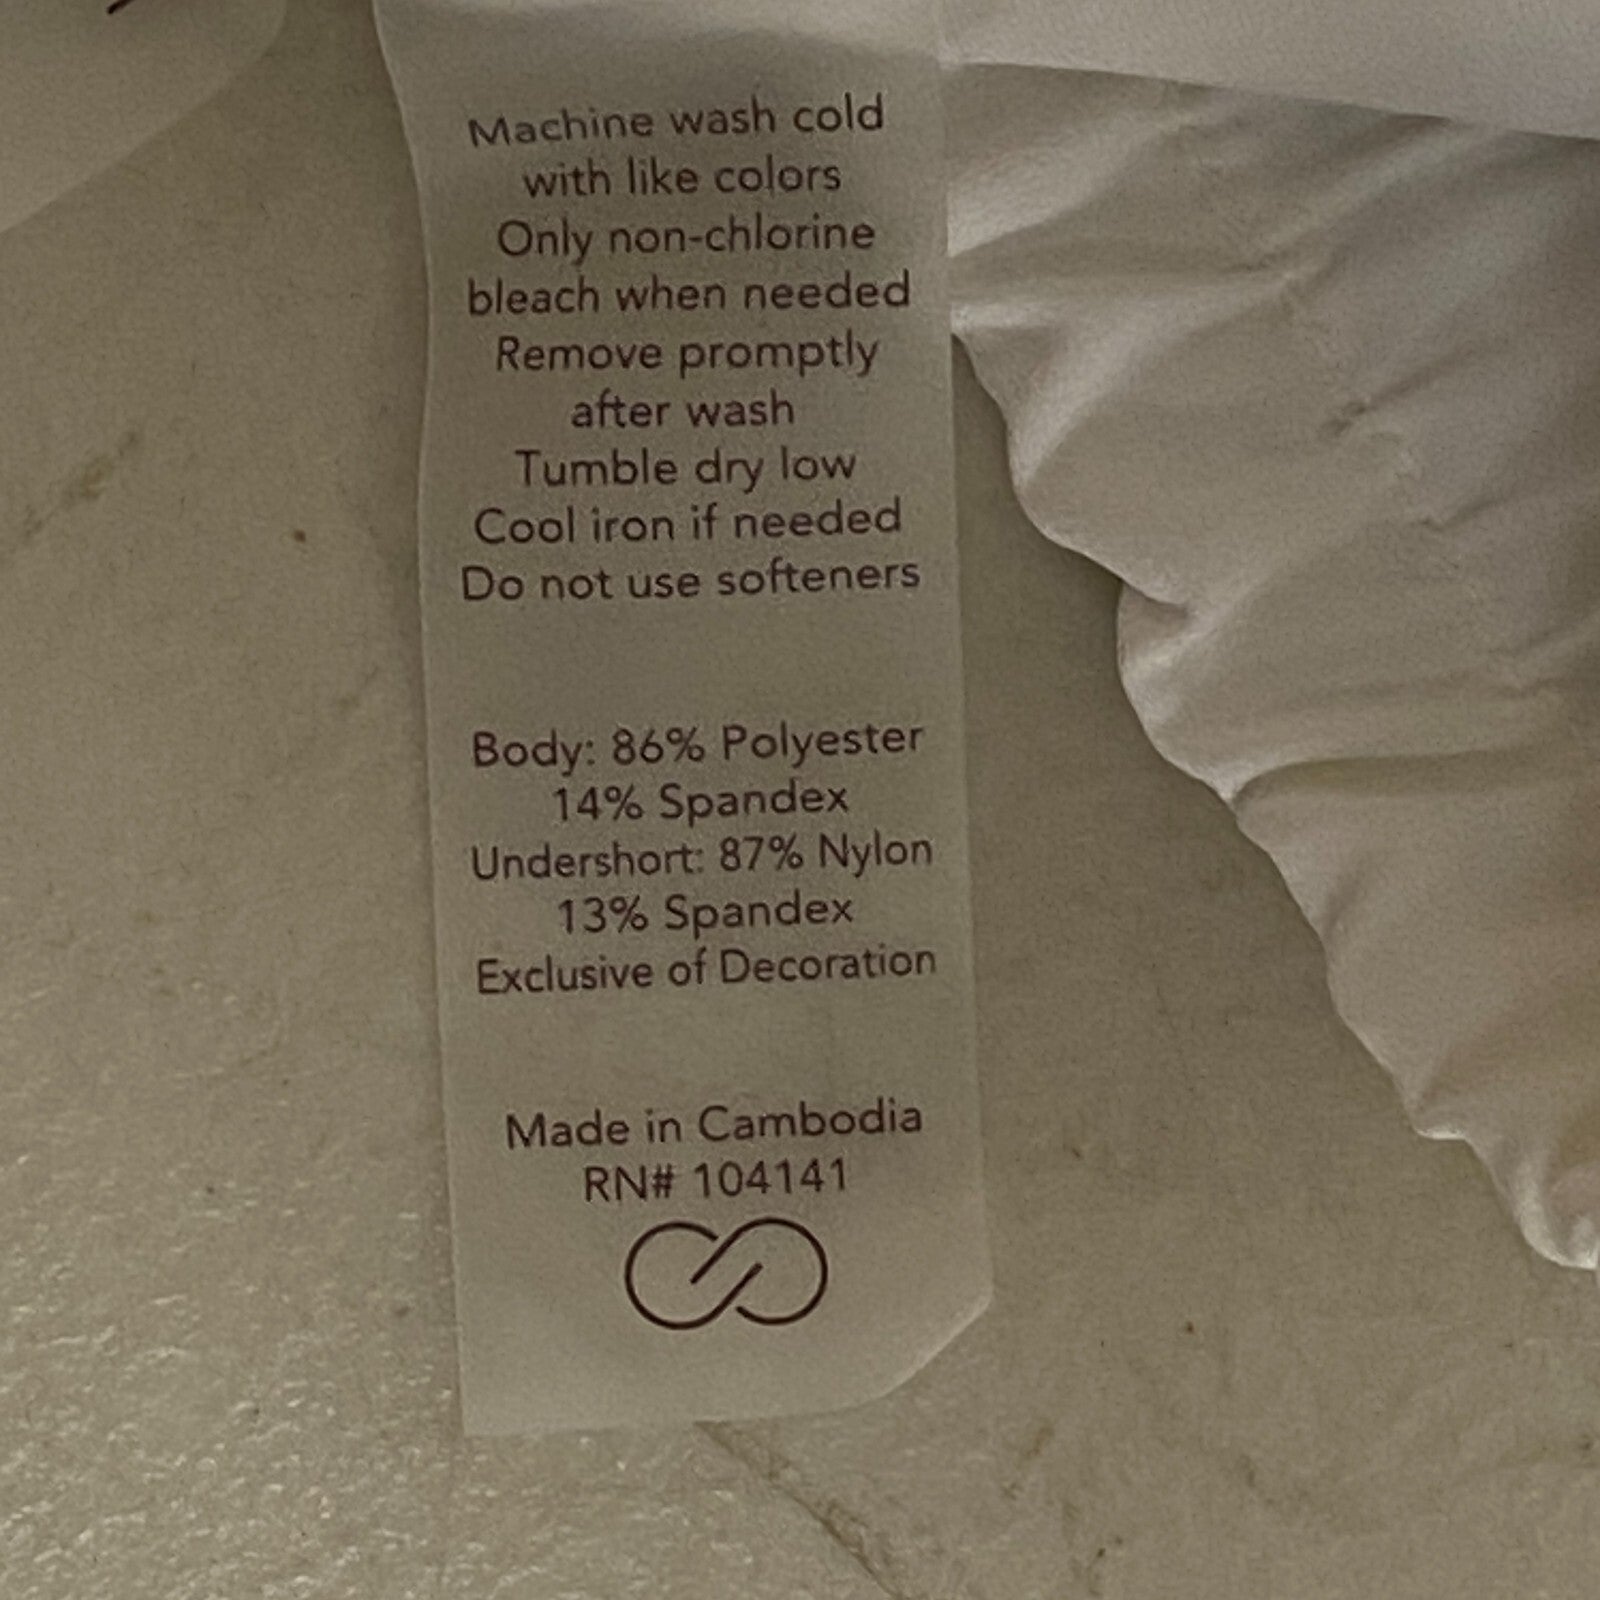 Machine wash cold
with like colors
Only non-chlorine
bleach when needed
Remove promptly
after wash
Tumble dry low
Cool iron if needed
Do not use softeners
Body: 86% Polyester
14% Spandex
Undershort: 87% Nylon
13% Spandex
Exclusive of Decoration
Made in Cambodia
RN# 104141